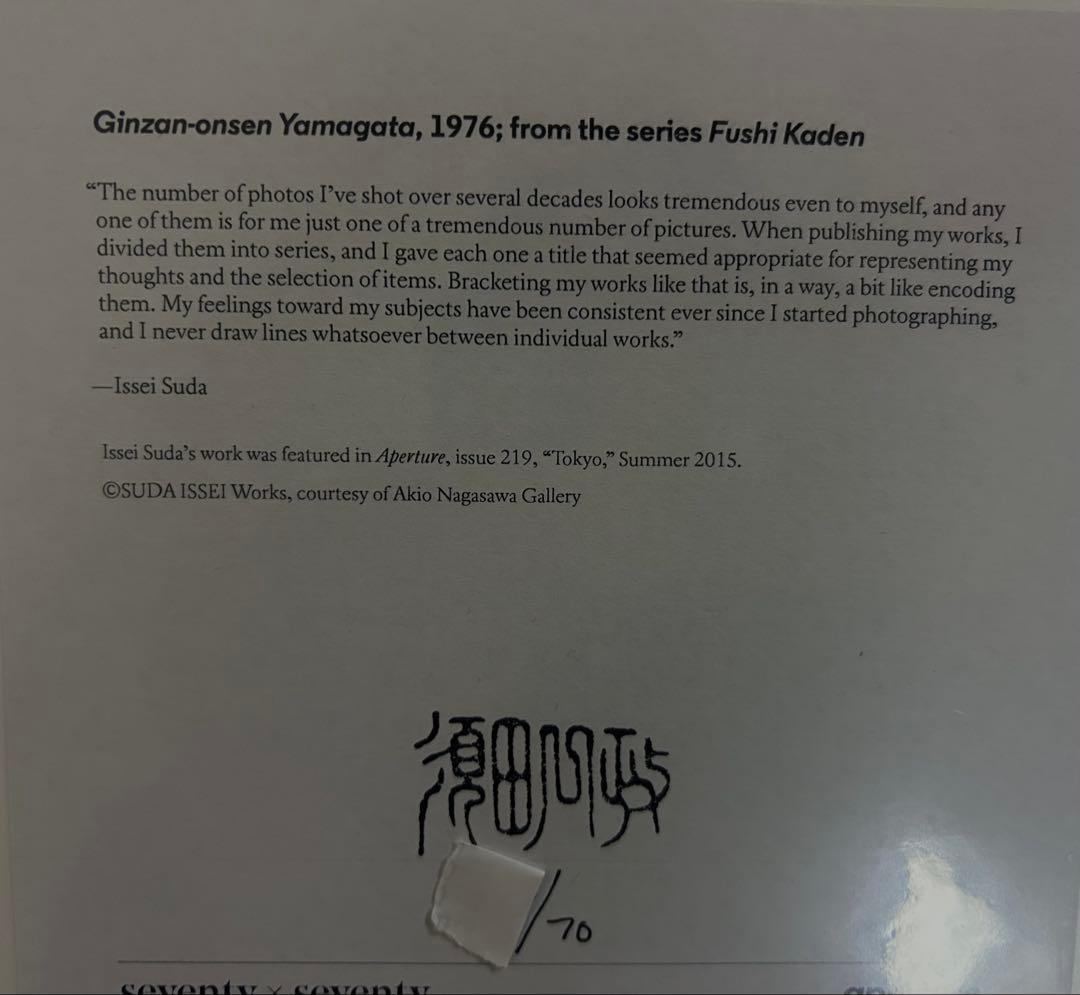 Ginzan-onsen Yamagata, 1976; from the series Fushi Kaden
“The number of photos I’ve shot over several decades looks tremendous even to myself, and any
one of them is for me just one of a tremendous number of pictures. When publishing my works, I
divided them into series, and I gave each one a title that seemed appropriate for representing my
thoughts and the selection of items. Bracketing my works like that is, in a way, a bit like encoding
them. My feelings toward my subjects have been consistent ever since I started photographing,
and I never draw lines whatsoever between individual works.”
—Issei Suda
Issei Suda’s work was featured in Aperture, issue 219, “Tokyo,” Summer 2015.
©SUDA ISSEI Works, courtesy of Akio Nagasawa Gallery
須田 政
/70
seventy × seventy